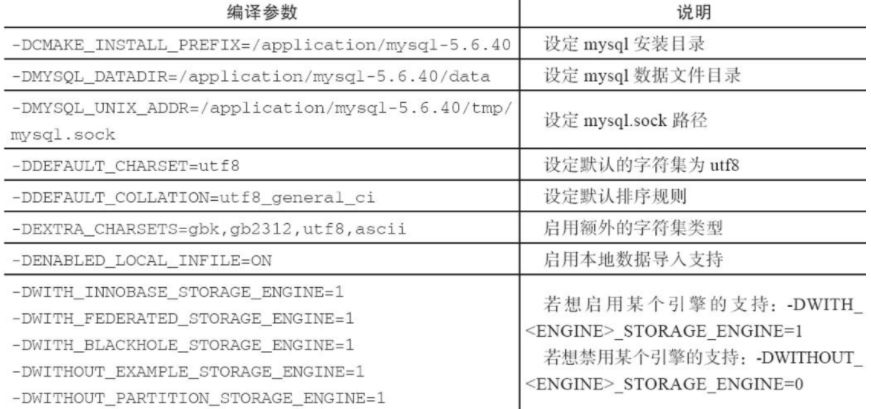 编译参数
说明
-DCMAKE_INSTALL_PREFIX=/application/mysql-5.6.40
设定 mysql 安装目录
-DMYSQL_DATADIR=/application/mysql-5.6.40/data
设定 mysql 数据文件目录
-DMYSQL_UNIX_ADDR=/application/mysql-5.6.40/tmp/
mysql.sock
设定 mysql.sock 路径
-DDEFAULT_CHARSET=utf8
设定默认的字符集为 utf8
-DDEFAULT_COLLATION=utf8_general_ci
设定默认排序规则
-DEXTRA_CHARSETS=gbk,gb2312,utf8,ascii
启用额外的字符集类型
-DENABLED_LOCAL_INFILE=ON
启用本地数据导入支持
-DWITH_INNOBASE_STORAGE_ENGINE=1
-DWITH_FEDERATED_STORAGE_ENGINE=1
-DWITH_BLACKHOLE_STORAGE_ENGINE=1
-DWITHOUT_EXAMPLE_STORAGE_ENGINE=1
-DWITHOUT_PARTITION_STORAGE_ENGINE=1
若想启用某个引擎的支持：-DWITH_
<ENGINE>_STORAGE_ENGINE=1
若想禁用某个引擎的支持：-DWITHOUT_
<ENGINE>_STORAGE_ENGINE=0